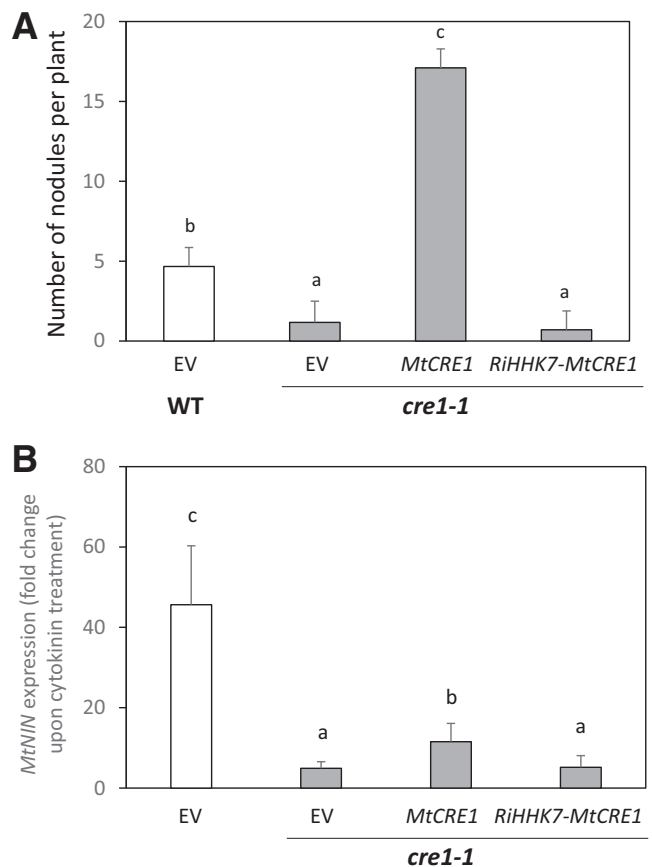 A
Number of nodules per plant
20
15
10
5
0
b
a
c
a
EV
EV
MtCRE1
RiHHK7-MtCRE1
WT
cre1-1
B
MtNIN expression (fold change
upon cytokinin treatment)
80
60
40
20
0
c
a
b
a
EV
EV
MtCRE1
RiHHK7-MtCRE1
cre1-1